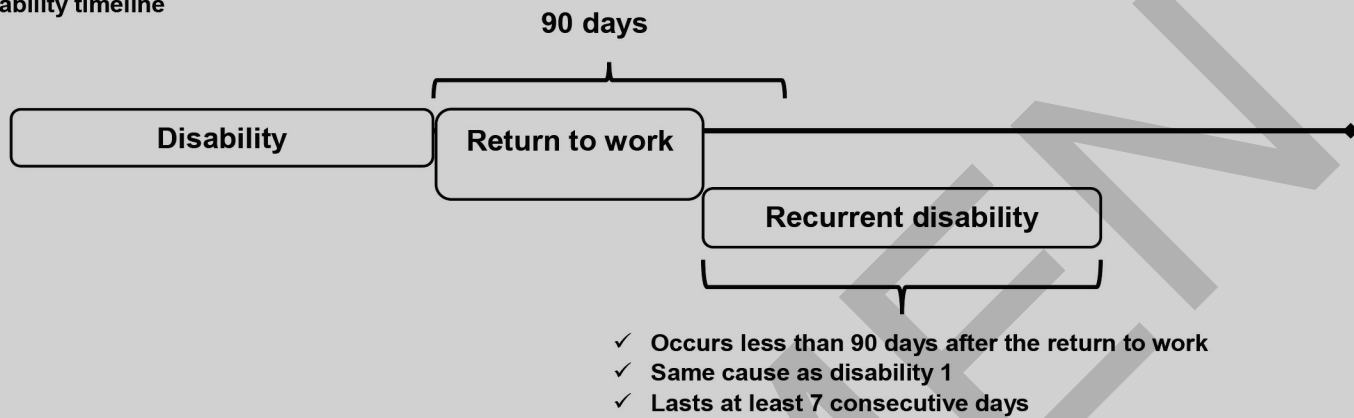 ability timeline
90 days
Disability
Return to work
Recurrent disability
✓ Occurs less than 90 days after the return to work
✓ Same cause as disability 1
✓ Lasts at least 7 consecutive days
MEN